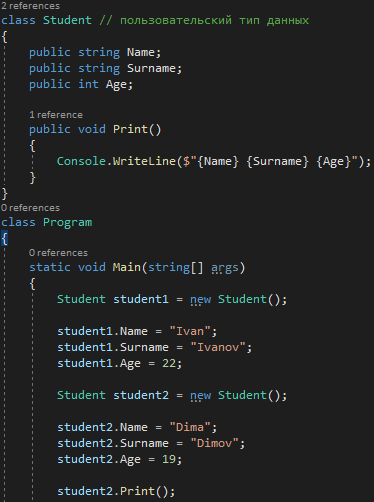 2 references
class Student // пользовательский тип данных
{
    public string Name;
    public string Surname;
    public int Age;

    1 reference
    public void Print()
    {
        Console.WriteLine($"{Name} {Surname} {Age}");
    }
}
0 references
class Program
{
    0 references
    static void Main(string[] args)
    {
        Student student1 = new Student();

        student1.Name = "Ivan";
        student1.Surname = "Ivanov";
        student1.Age = 22;

        Student student2 = new Student();

        student2.Name = "Dima";
        student2.Surname = "Dimov";
        student2.Age = 19;

        student2.Print();